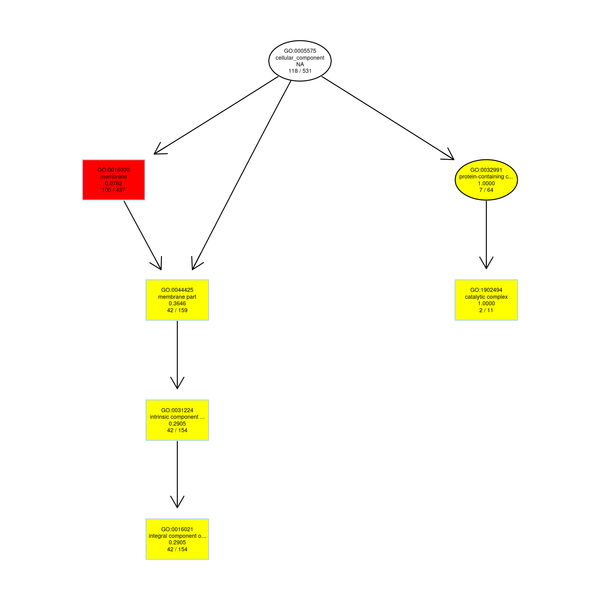 GO:0005575
cellular_component
NA
118 / 531
GO:0016020
membrane
0.0762
/ 427
GO:0032991
protein-containing c...
1.0000
7 / 64
GO:0044425
membrane part
0.3646
42 / 159
GO:1902494
catalytic complex
1.0000
2 / 11
GO:0031224
intrinsic component ...
0.2905
42 / 154
GO:0016021
integral component o...
0.2905
42 / 154